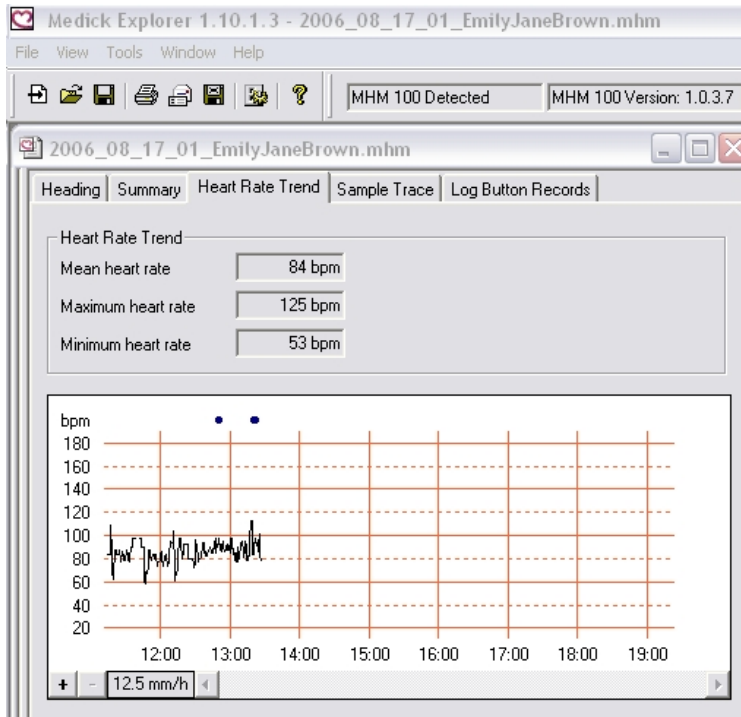 Medick Explorer 1.10.1.3 - 2006_08_17_01_EmilyJaneBrown.mhm
File View Tools Window Help
MHM 100 Detected MHM 100 Version: 1.0.3.7
2006_08_17_01_EmilyJaneBrown.mhm
Heading Summary Heart Rate Trend Sample Trace Log Button Records
Heart Rate Trend
Mean heart rate 84 bpm
Maximum heart rate 125 bpm
Minimum heart rate 53 bpm
bpm
180
160
140
120
100
80
60
40
20
12:00 13:00 14:00 15:00 16:00 17:00 18:00 19:00
+ - 12.5 mm/h